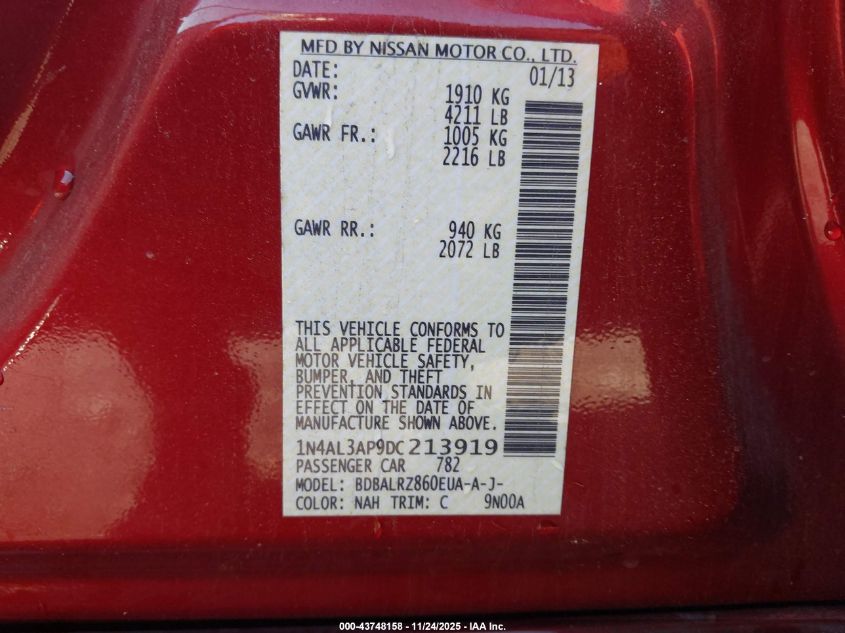 MFD BY NISSAN MOTOR CO., LTD.
DATE: 01/13
GVWR: 1910 KG
4211 LB
GAWR FR.: 1005 KG
2216 LB
GAWR RR.: 940 KG
2072 LB
THIS VEHICLE CONFORMS TO
ALL APPLICABLE FEDERAL
MOTOR VEHICLE SAFETY,
BUMPER, AND THEFT
PREVENTION STANDARDS IN
EFFECT ON THE DATE OF
MANUFACTURE SHOWN ABOVE.
1N4AL3AP9DC213919
PASSENGER CAR 782
MODEL: BDBALRZ860EUA-A-J-
COLOR: NAH TRIM: C 9N00A
000-43748158 - 11/24/2025 - IAA Inc.